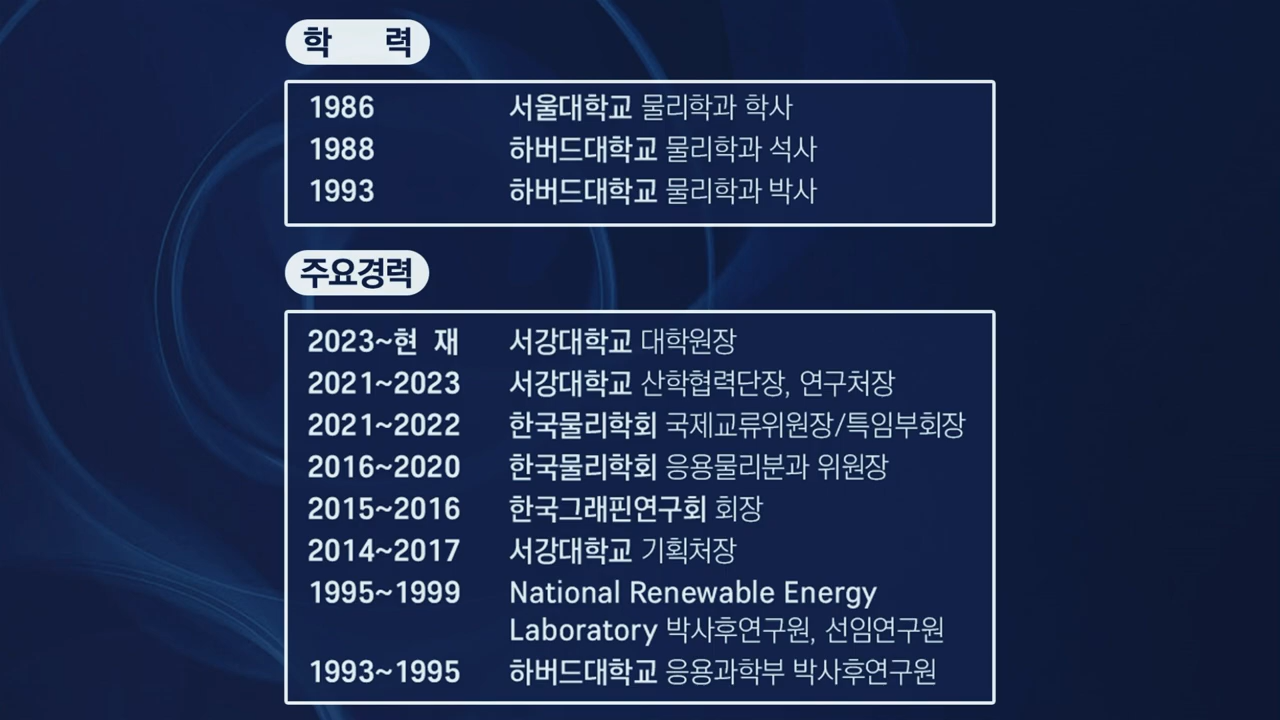 학 력
1986 서울대학교 물리학과 학사
1988 하버드대학교 물리학과 석사
1993 하버드대학교 물리학과 박사
주요경력
2023~현 재 서강대학교 대학원장
2021~2023 서강대학교 산학협력단장, 연구처장
2021~2022 한국물리학회 국제교류위원장/특임부회장
2016~2020 한국물리학회 응용물리분과 위원장
2015~2016 한국그래핀연구회 회장
2014~2017 서강대학교 기획처장
1995~1999 National Renewable Energy
Laboratory 박사후연구원, 선임연구원
1993~1995 하버드대학교 응용과학부 박사후연구원